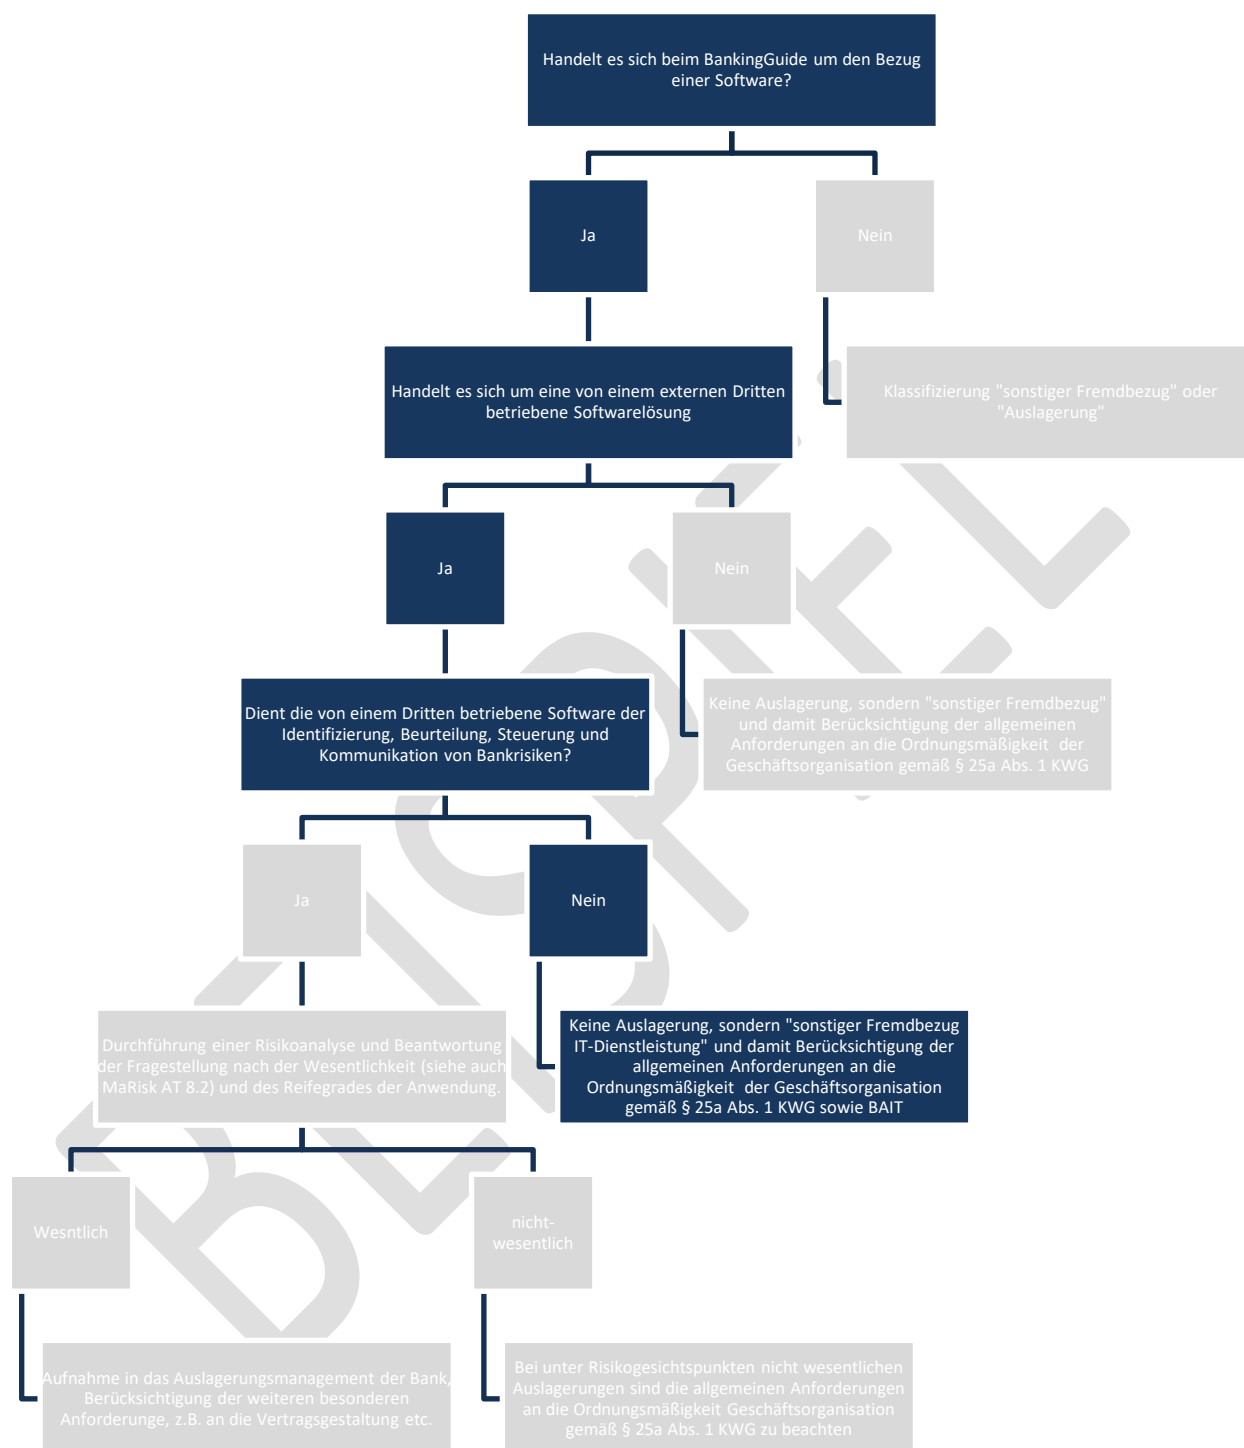 Handelt es sich beim BankingGuide um den Bezug
einer Software?
Ja
Nein
Handelt es sich um eine von einem externen Dritten
betriebene Softwarelösung
Klassifizierung "sonstiger Fremdbezug" oder
"Auslagerung"
Ja
Nein
Dient die von einem Dritten betriebene Software der
Identifizierung, Beurteilung, Steuerung und
Kommunikation von Bankrisiken?
Keine Auslagerung, sondern "sonstiger Fremdbezug"
und damit Berücksichtigung der allgemeinen
Anforderungen an die Ordnungsmäßigkeit der
Geschäftsorganisation gemäß § 25a Abs. 1 KWG
Ja
Nein
Durchführung einer Risikoanalyse und Beantwortung
der Fragestellung nach der Wesentlichkeit (siehe auch
MaRisk AT 8.2) und des Reifegrades der Anwendung.
Keine Auslagerung, sondern "sonstiger Fremdbezug
IT-Dienstleistung" und damit Berücksichtigung der
allgemeinen Anforderungen an die
Ordnungsmäßigkeit der Geschäftsorganisation
gemäß § 25a Abs. 1 KWG sowie BAIT
Wesntlich
nicht-
wesentlich
Aufnahme in das Auslagerungsmanagement der Bank,
Berücksichtigung der weiteren besonderen
Anforderunge, z.B. an die Vertragsgestaltung etc.
Bei unter Risikogesichtspunkten nicht wesentlichen
Auslagerungen sind die allgemeinen Anforderungen
an die Ordnungsmäßigkeit Geschäftsorganisation
gemäß § 25a Abs. 1 KWG zu beachten